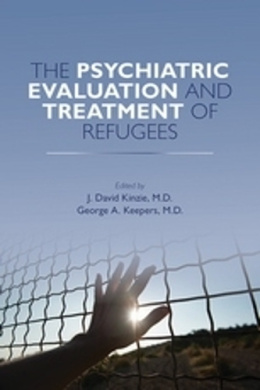 THE PSYCHIATRIC
EVALUATION AND
TREATMENT OF
REFUGEES
Edited by
J. David Kinzie, M.D.
George A. Keepers, M.D.